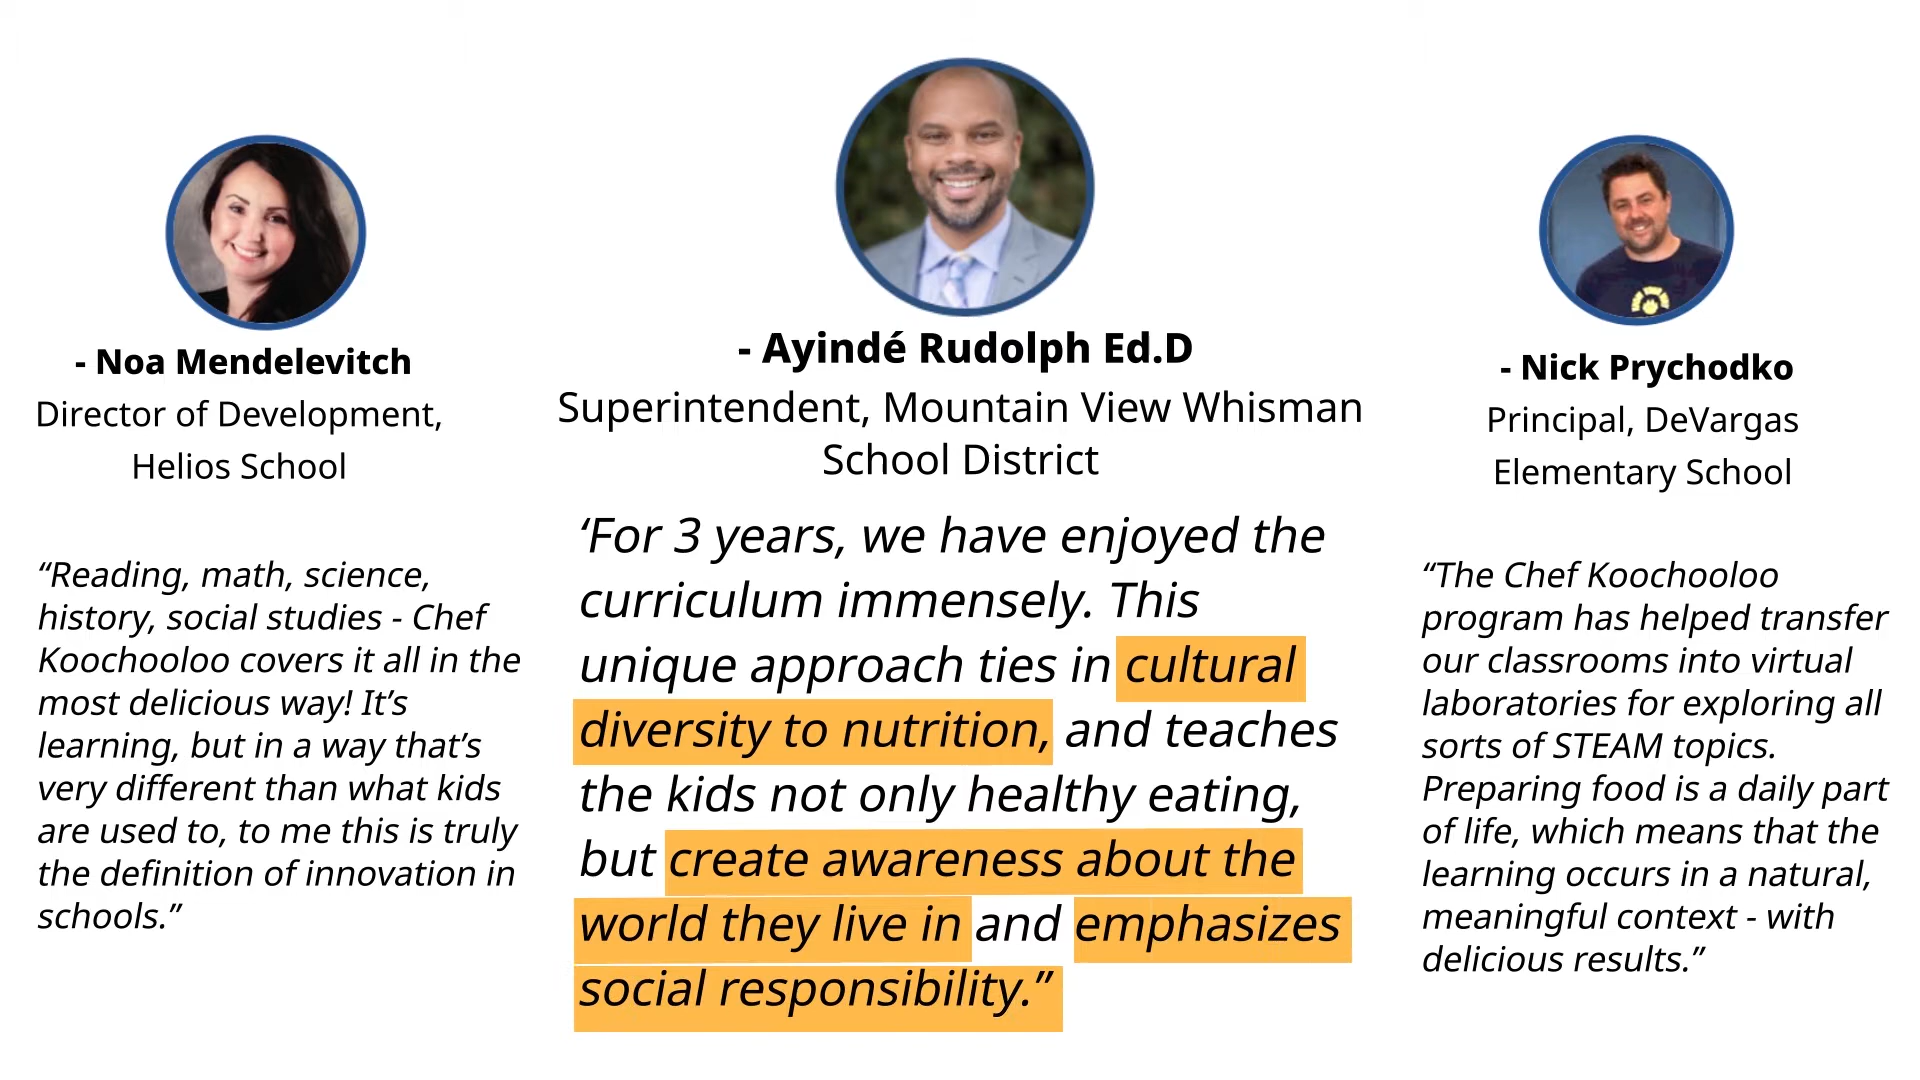 - Noa Mendelevitch
Director of Development,
Helios School
“Reading, math, science,
history, social studies - Chef
Koochooloo covers it all in the
most delicious way! It’s
learning, but in a way that’s
very different than what kids
are used to, to me this is truly
the definition of innovation in
schools.”
- Ayindé Rudolph Ed.D
Superintendent, Mountain View Whisman
School District
‘For 3 years, we have enjoyed the
curriculum immensely. This
unique approach ties in cultural
diversity to nutrition, and teaches
the kids not only healthy eating,
but create awareness about the
world they live in and emphasizes
social responsibility.”
- Nick Prychodko
Principal, DeVargas
Elementary School
“The Chef Koochooloo
program has helped transfer
our classrooms into virtual
laboratories for exploring all
sorts of STEAM topics.
Preparing food is a daily part
of life, which means that the
learning occurs in a natural,
meaningful context - with
delicious results.”